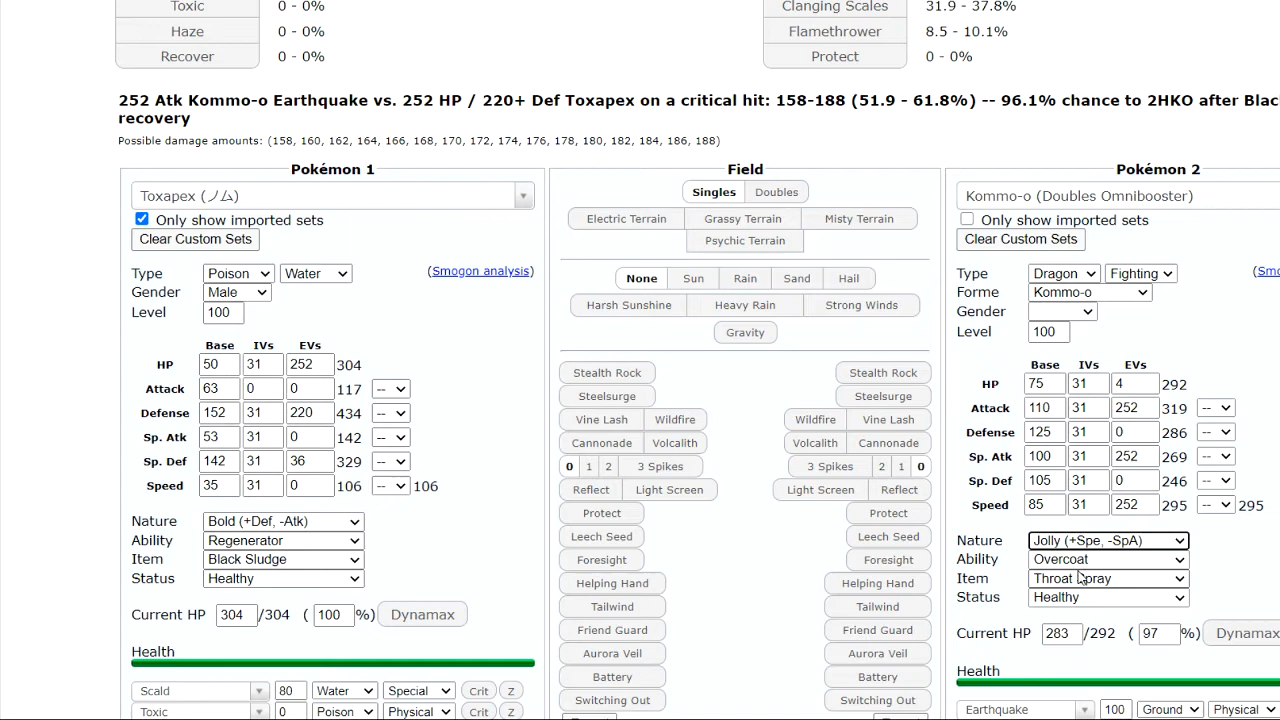 Toxic 0 - 0% Clanging Scales 31.9 - 37.8%
Haze 0 - 0% Flamethrower 8.5 - 10.1%
Recover 0 - 0% Protect 0 - 0%
252 Atk Kommo-o Earthquake vs. 252 HP / 220+ Def Toxapex on a critical hit: 158-188 (51.9 - 61.8%) -- 96.1% chance to 2HKO after Blac
recovery
Possible damage amounts: (158, 160, 162, 164, 166, 168, 170, 172, 174, 176, 178, 180, 182, 184, 186, 188)
Pokémon 1
Toxapex (ノム)
Only show imported sets
Clear Custom Sets
Type Poison Water (Smogon analysis)
Gender Male
Level 100
Base IVs EVs
HP 50 31 252 304
Attack 63 0 0 117 --
Defense 152 31 220 434 --
Sp. Atk 53 31 0 142 --
Sp. Def 142 31 36 329 --
Speed 35 31 0 106 -- 106
Nature Bold (+Def, -Atk)
Ability Regenerator
Item Black Sludge
Status Healthy
Current HP 304 /304 ( 100 %) Dynamax
Health
Scald 80 Water Special Crit Z
Toxic 0 Poison Physical Crit Z
Field
Singles Doubles
Electric Terrain Grassy Terrain Misty Terrain
Psychic Terrain
None Sun Rain Sand Hail
Harsh Sunshine Heavy Rain Strong Winds
Gravity
Stealth Rock Stealth Rock
Steelsurge Steelsurge
Vine Lash Wildfire Wildfire Vine Lash
Cannonade Volcalith Volcalith Cannonade
0 1 2 3 Spikes 3 Spikes 2 1 0
Reflect Light Screen Light Screen Reflect
Protect Protect
Leech Seed Leech Seed
Foresight Foresight
Helping Hand Helping Hand
Tailwind Tailwind
Friend Guard Friend Guard
Aurora Veil Aurora Veil
Battery Battery
Switching Out Switching Out
Pokémon 2
Kommo-o (Doubles Omnibooster)
Only show imported sets
Clear Custom Sets
Type Dragon Fighting (Smo
Forme Kommo-o
Gender
Level 100
Base IVs EVs
HP 75 31 4 292
Attack 110 31 252 319 --
Defense 125 31 0 286 --
Sp. Atk 100 31 252 269 --
Sp. Def 105 31 0 246 --
Speed 85 31 252 295 -- 295
Nature Jolly (+Spe, -SpA)
Ability Overcoat
Item Throat Spray
Status Healthy
Current HP 283 /292 ( 97 %) Dynamax
Health
Earthquake 100 Ground Physical